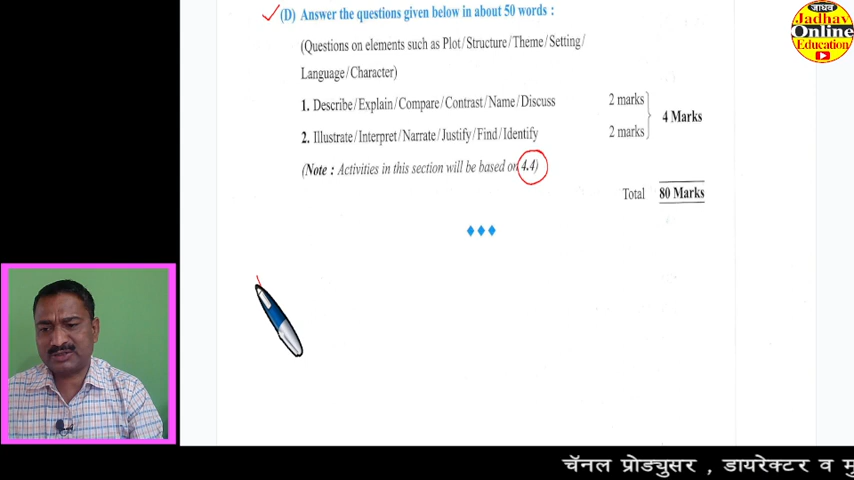 (D) Answer the questions given below in about 50 words :
(Questions on elements such as Plot/Structure/Theme/Setting/
Language/Character)
1. Describe/Explain/Compare/Contrast/Name/Discuss 2 marks
4 Marks
2. Illustrate/Interpret/Narrate/Justify/Find/Identify 2 marks
(Note : Activities in this section will be based on 4.4)
Total 80 Marks
जाधव
Jadhav
Online
Education
चॅनल प्रोड्युसर , डायरेक्टर व